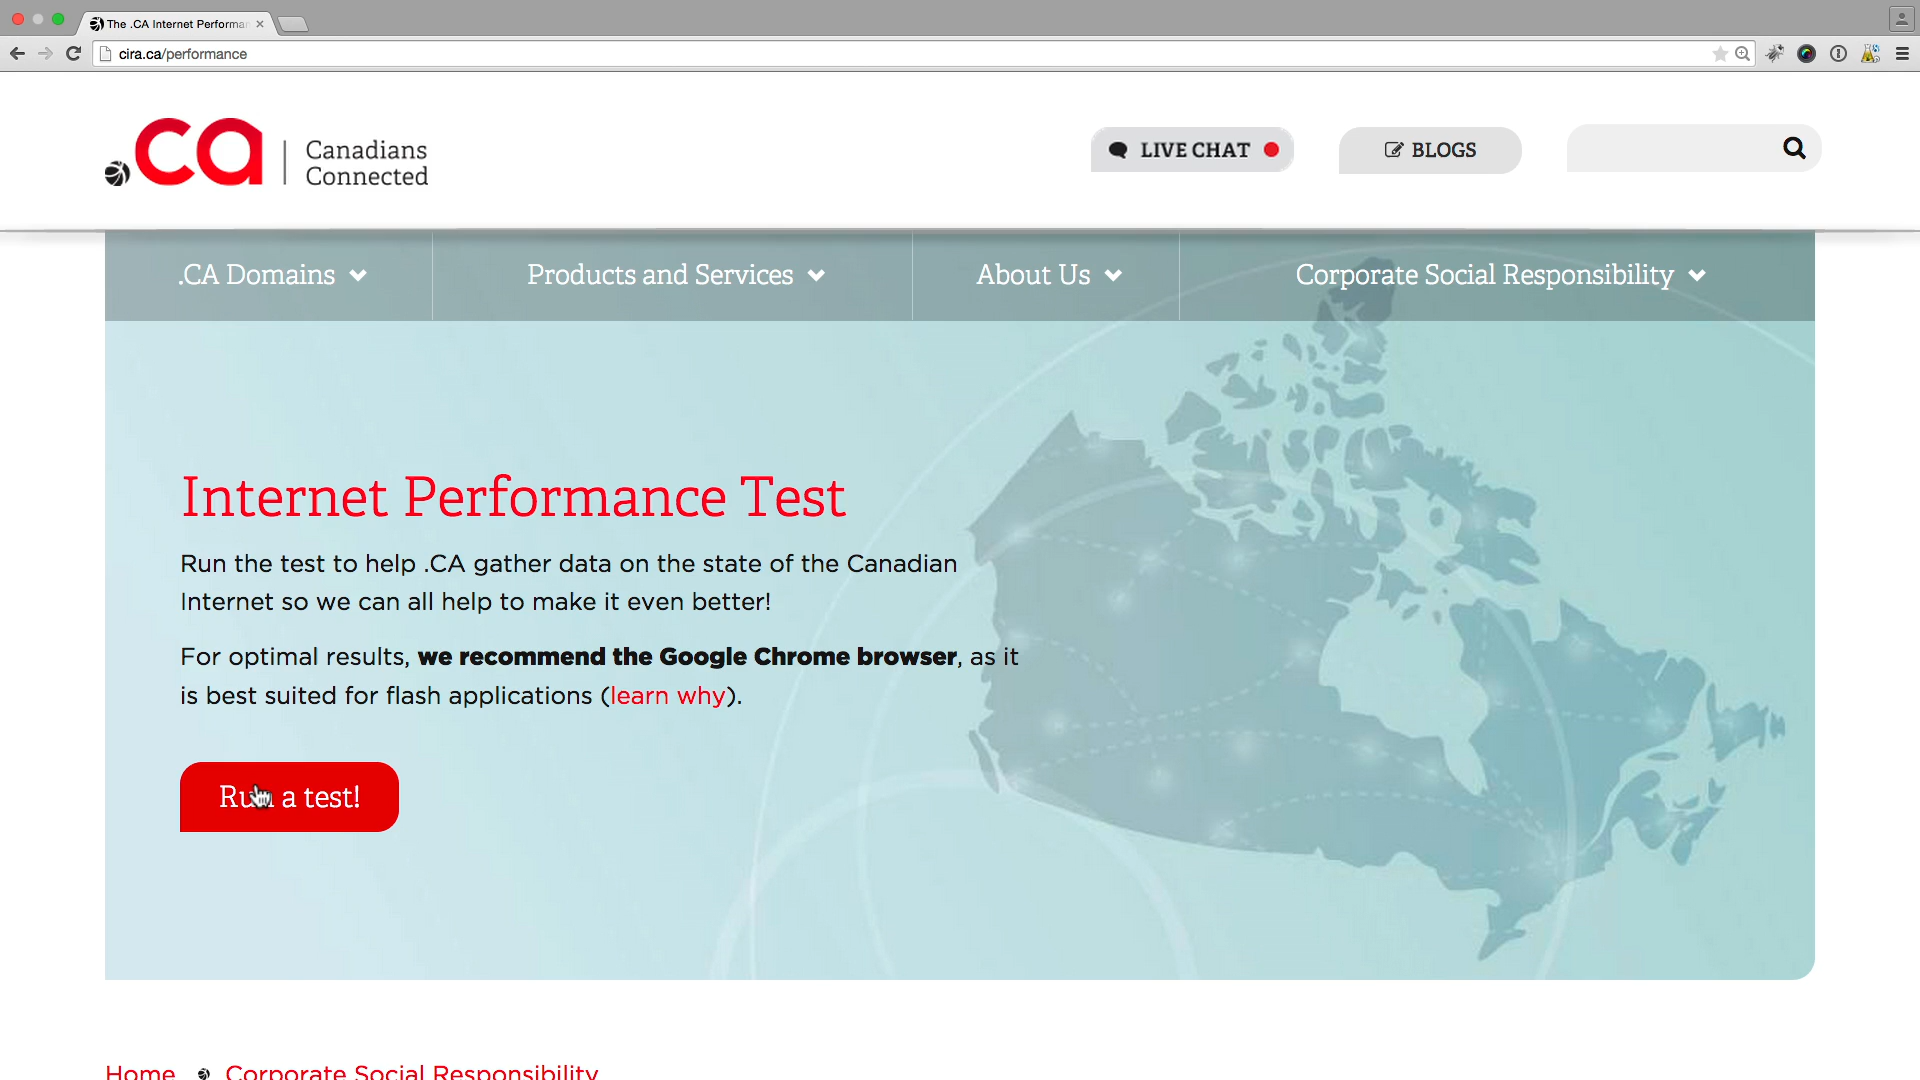 The .CA Internet Performa
cira.ca/performance
.ca | Canadians
Connected
LIVE CHAT
BLOGS
.CA Domains
Products and Services
About Us
Corporate Social Responsibility
Internet Performance Test
Run the test to help .CA gather data on the state of the Canadian
Internet so we can all help to make it even better!
For optimal results, we recommend the Google Chrome browser, as it
is best suited for flash applications (learn why).
Run a test!
Home Corporate Social Responsibility